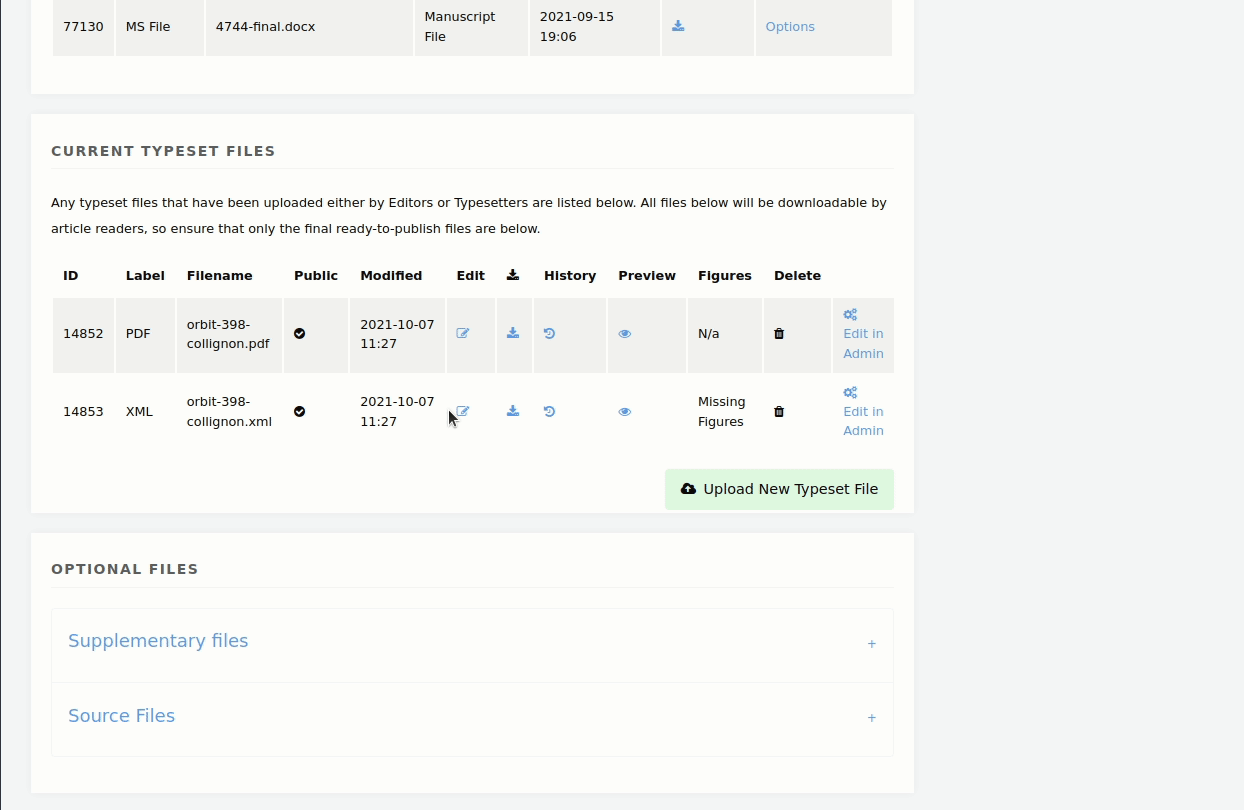 77130 MS File 4744-final.docx Manuscript File 2021-09-15 19:06 Options
CURRENT TYPESET FILES
Any typeset files that have been uploaded either by Editors or Typesetters are listed below. All files below will be downloadable by
article readers, so ensure that only the final ready-to-publish files are below.
ID Label Filename Public Modified Edit History Preview Figures Delete
14852 PDF orbit-398-collignon.pdf 2021-10-07 11:27 N/a Edit in Admin
14853 XML orbit-398-collignon.xml 2021-10-07 11:27 Missing Figures Edit in Admin
Upload New Typeset File
OPTIONAL FILES
Supplementary files +
Source Files +